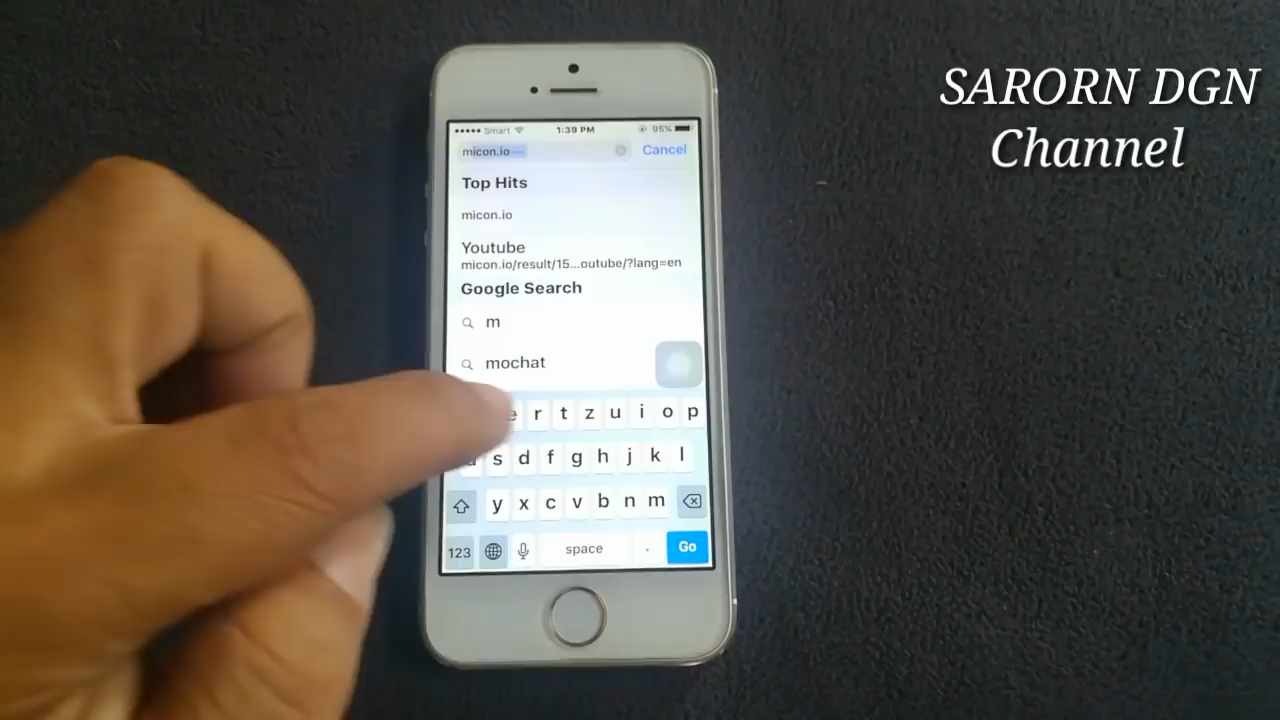 SARORN DGN
Channel
Smart 1:39 PM 95%
micon.io Cancel
Top Hits
micon.io
Youtube
micon.io/result/15...outube/?lang=en
Google Search
m
mochat
e r t z u i o p
a s d f g h j k l
y x c v b n m
123 space . Go